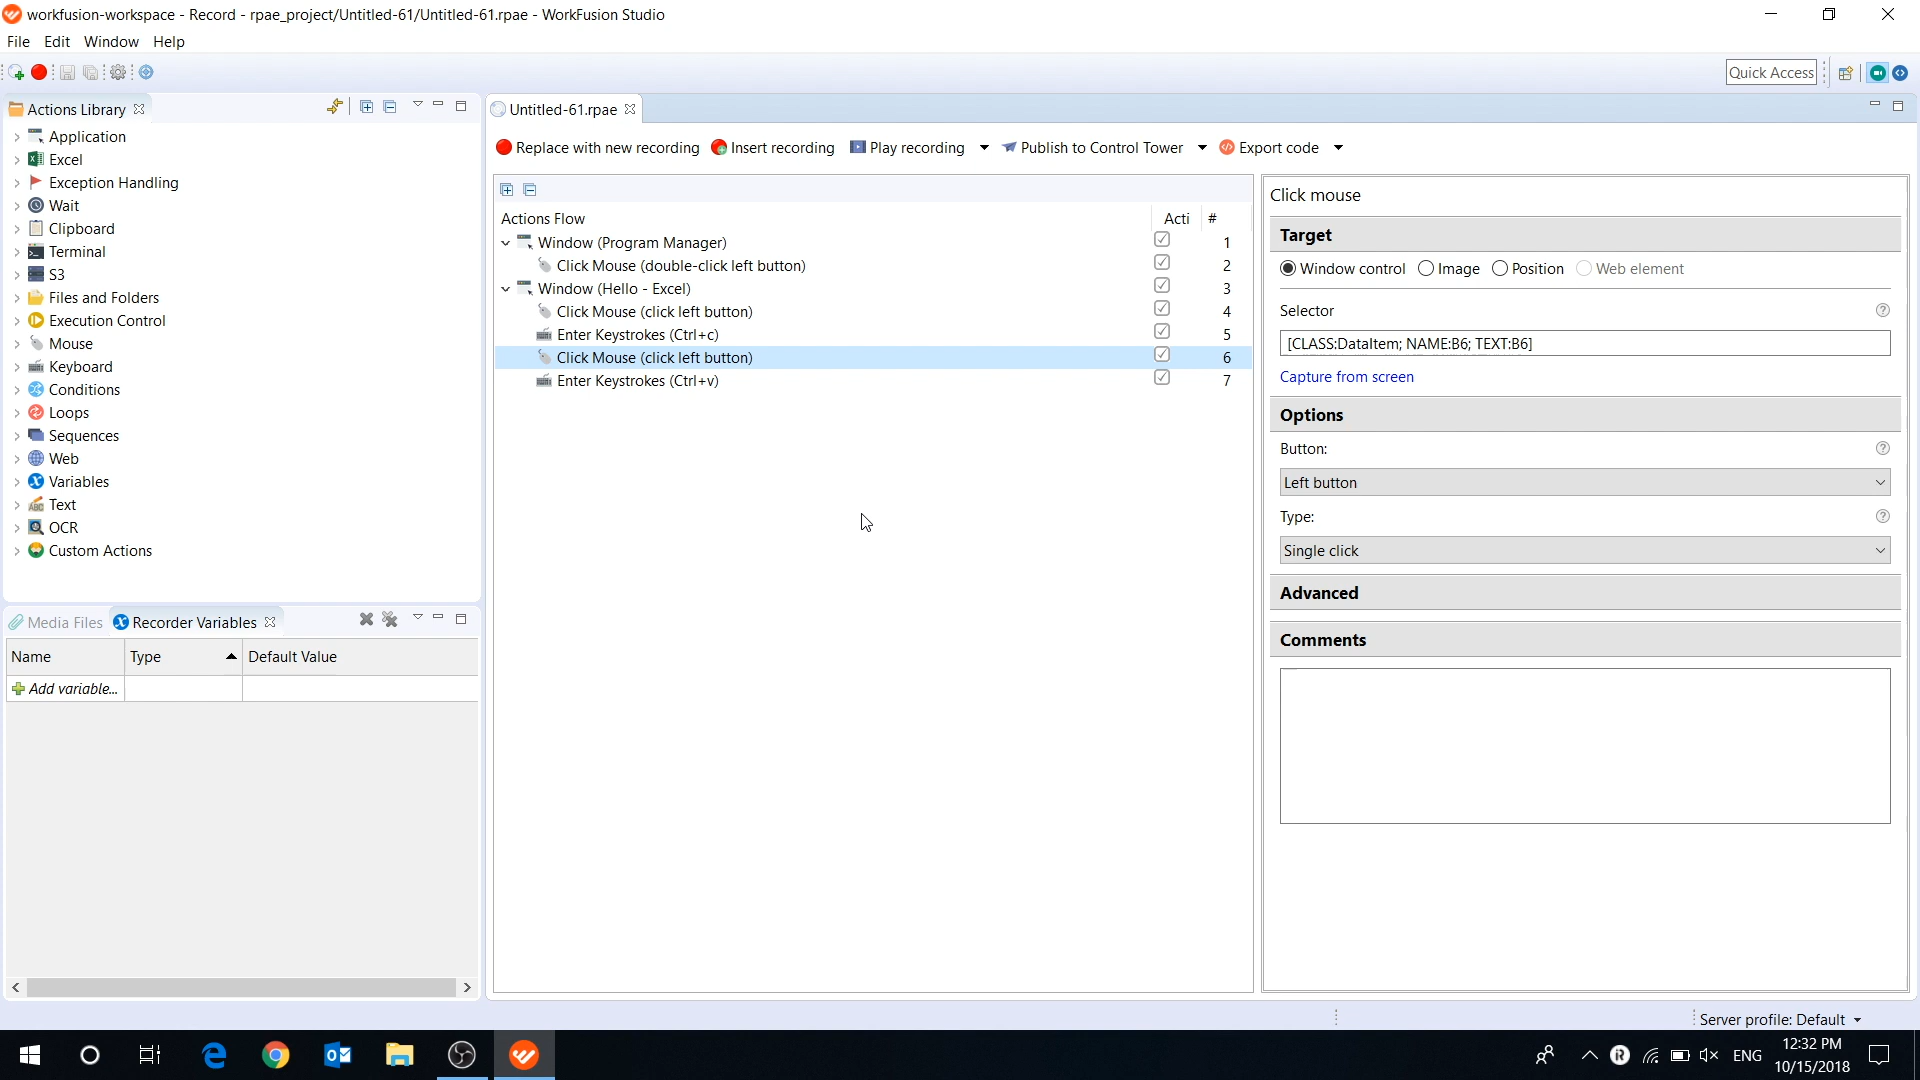 workfusion-workspace - Record - rpae_project/Untitled-61/Untitled-61.rpae - WorkFusion Studio
File Edit Window Help
Quick Access
Actions Library
Application
Excel
Exception Handling
Wait
Clipboard
Terminal
S3
Files and Folders
Execution Control
Mouse
Keyboard
Conditions
Loops
Sequences
Web
Variables
Text
OCR
Custom Actions
Media Files Recorder Variables
Name Type Default Value
Add variable...
Untitled-61.rpae
Replace with new recording Insert recording Play recording Publish to Control Tower Export code
Actions Flow Acti #
Window (Program Manager) 1
Click Mouse (double-click left button) 2
Window (Hello - Excel) 3
Click Mouse (click left button) 4
Enter Keystrokes (Ctrl+c) 5
Click Mouse (click left button) 6
Enter Keystrokes (Ctrl+v) 7
Click mouse
Target
Window control Image Position Web element
Selector
[CLASS:DataItem; NAME:B6; TEXT:B6]
Capture from screen
Options
Button:
Left button
Type:
Single click
Advanced
Comments
Server profile: Default
ENG
12:32 PM
10/15/2018